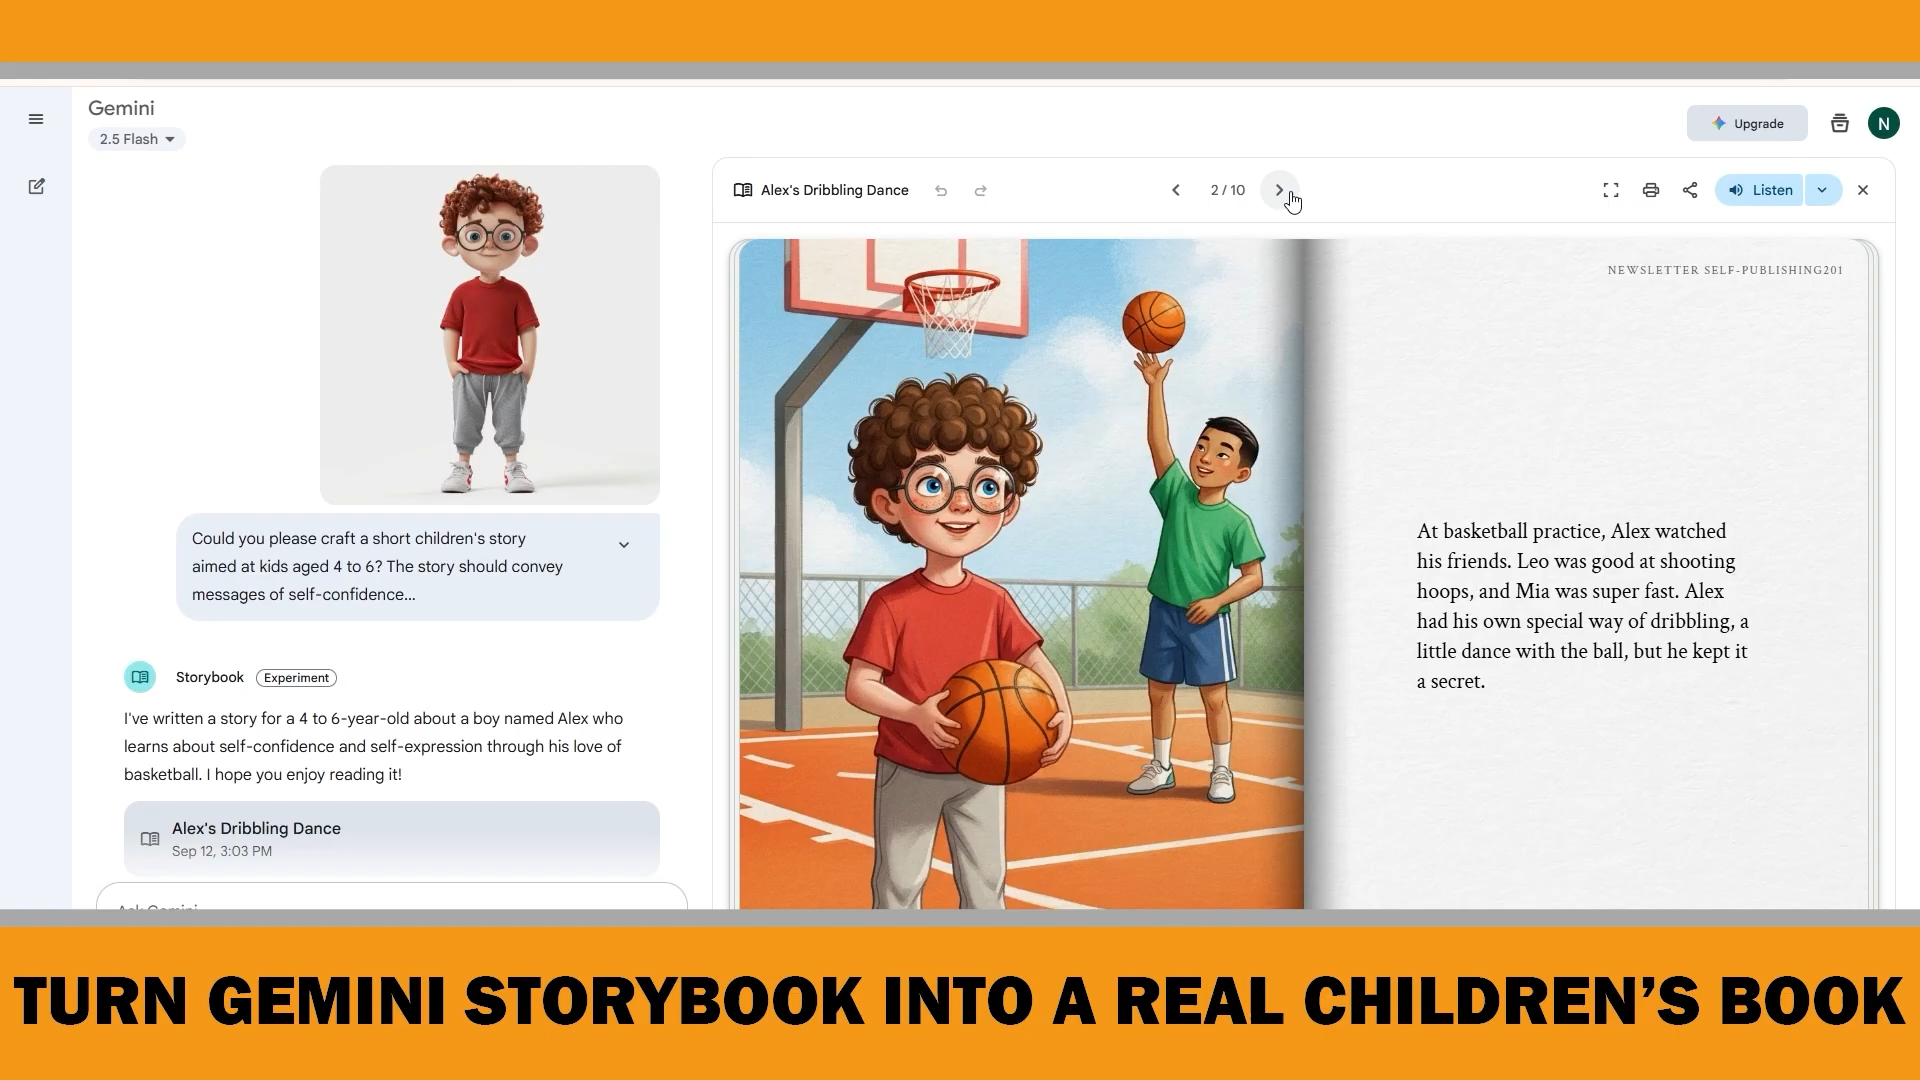 Gemini
2.5 Flash
Upgrade
N
Alex's Dribbling Dance
2 / 10
Listen
NEWSLETTER SELF-PUBLISHING201
Could you please craft a short children's story
aimed at kids aged 4 to 6? The story should convey
messages of self-confidence...
Storybook Experiment
I've written a story for a 4 to 6-year-old about a boy named Alex who
learns about self-confidence and self-expression through his love of
basketball. I hope you enjoy reading it!
Alex's Dribbling Dance
Sep 12, 3:03 PM
Ask Gemini
At basketball practice, Alex watched
his friends. Leo was good at shooting
hoops, and Mia was super fast. Alex
had his own special way of dribbling, a
little dance with the ball, but he kept it
a secret.
TURN GEMINI STORYBOOK INTO A REAL CHILDREN’S BOOK